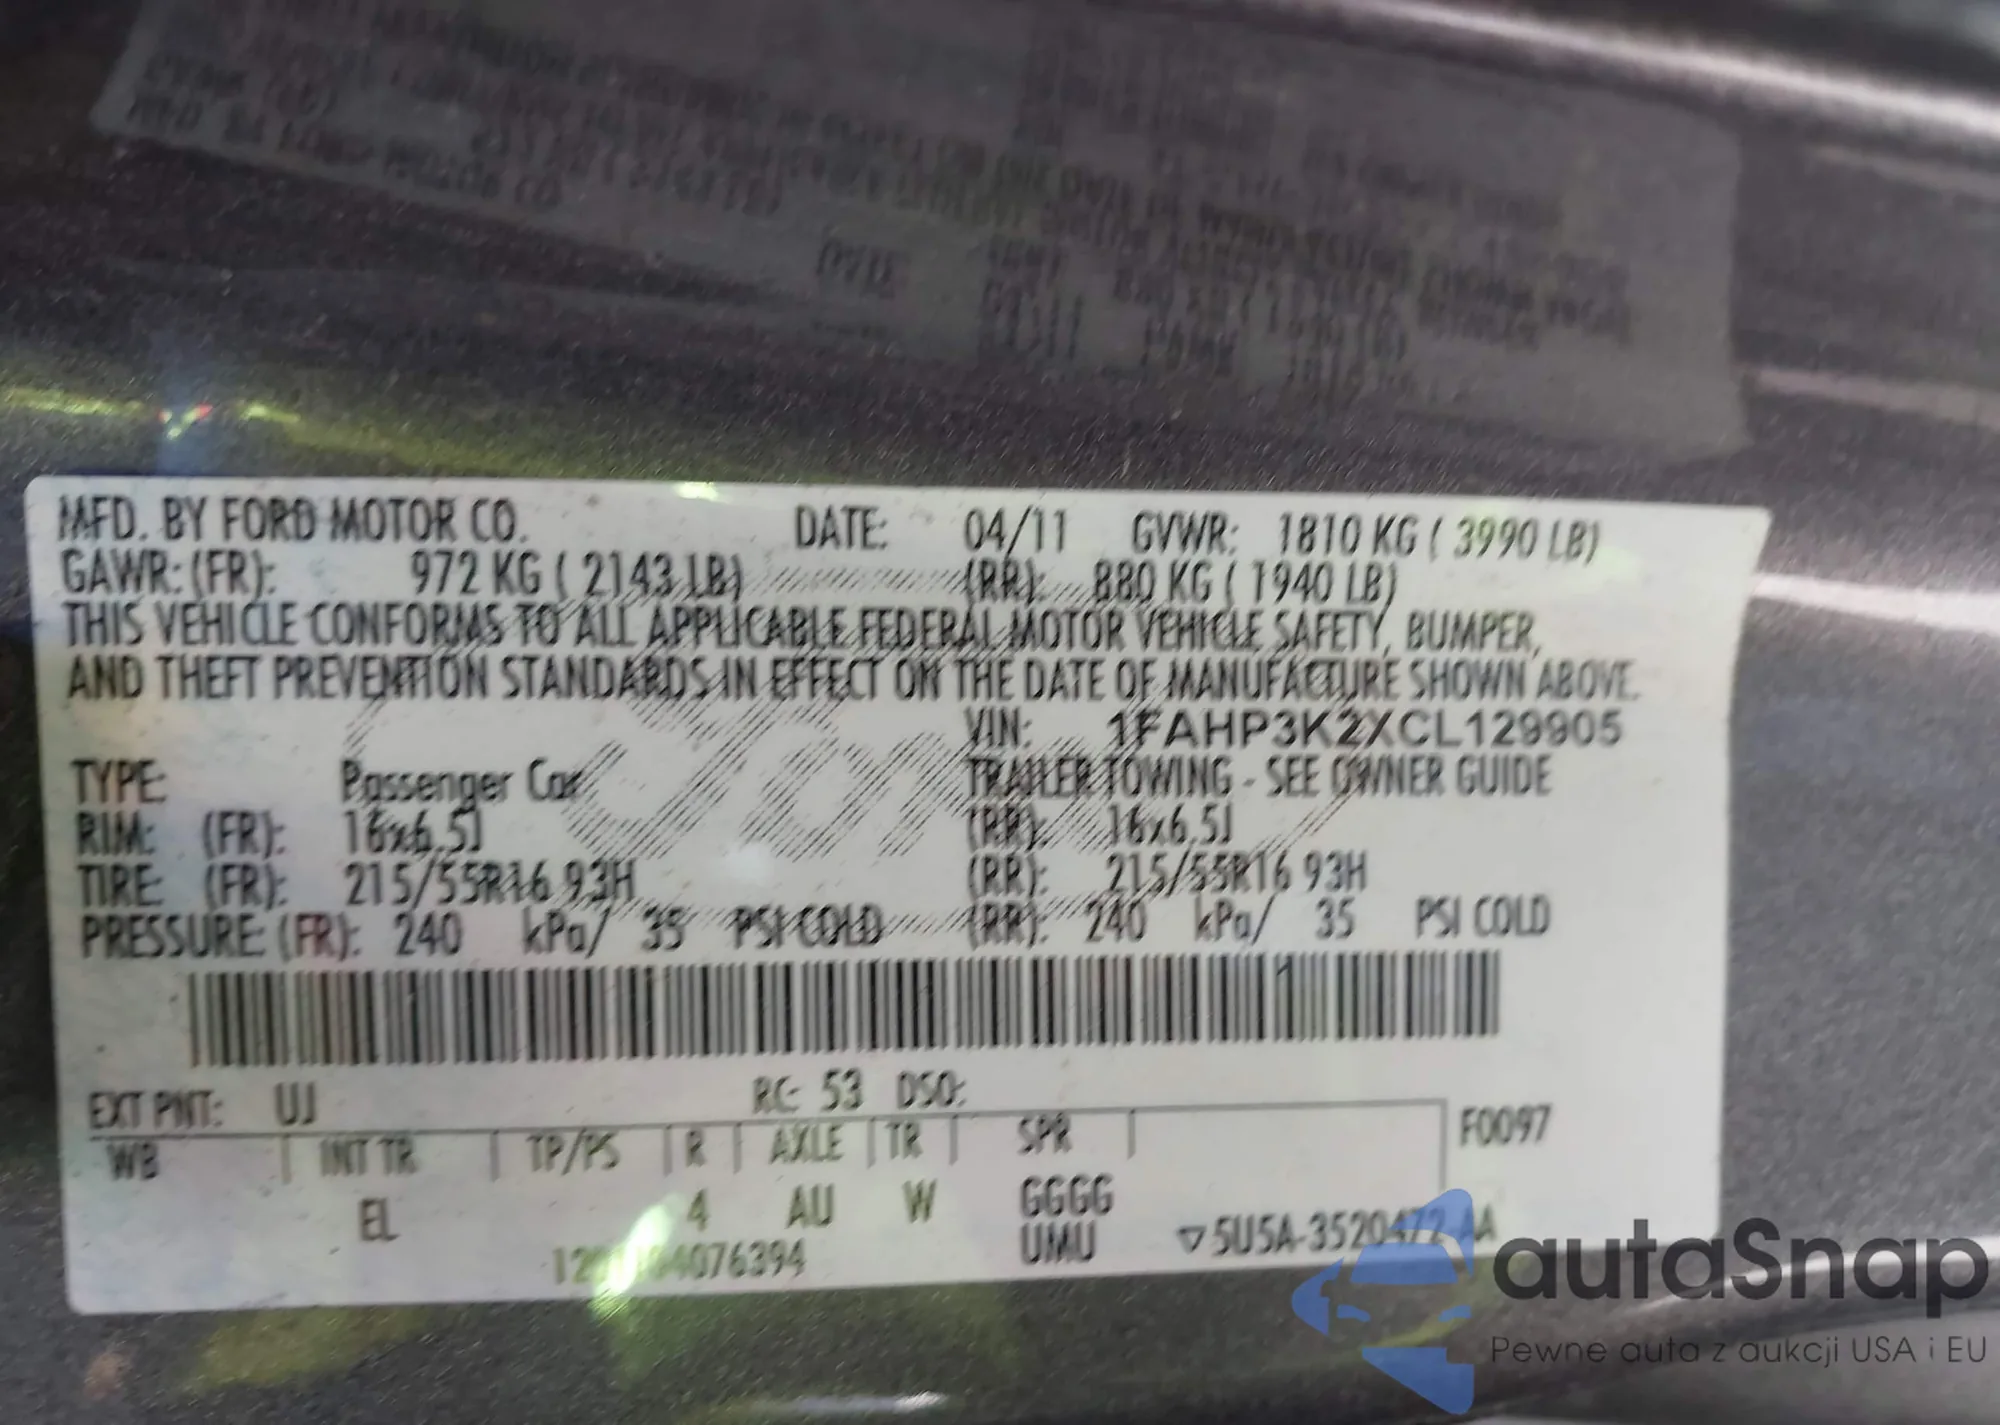 MFD. BY FORD MOTOR CO. DATE: 04/11 GVWR: 1810 KG ( 3990 LB)
GAWR: (FR): 972 KG ( 2143 LB) (RR): 880 KG ( 1940 LB)
THIS VEHICLE CONFORMS TO ALL APPLICABLE FEDERAL MOTOR VEHICLE SAFETY, BUMPER,
AND THEFT PREVENTION STANDARDS IN EFFECT ON THE DATE OF MANUFACTURE SHOWN ABOVE.
VIN: 1FAHP3K2XCL129905
TYPE: Passenger Car TRAILER TOWING - SEE OWNER GUIDE
RIM: (FR): 16x6.5J (RR): 16x6.5J
TIRE: (FR): 215/55R16 93H (RR): 215/55R16 93H
PRESSURE: (FR): 240 kPa/ 35 PSI COLD (RR): 240 kPa/ 35 PSI COLD
EXT PNT: UJ RC: 53 DSO:
WB INT TR TP/PS R AXLE TR SPR F0097
EL 4 AU W GGGG
UMU ▽5U5A-3520472-AA
autaSnap
Pewne auta z aukcji USA i EU